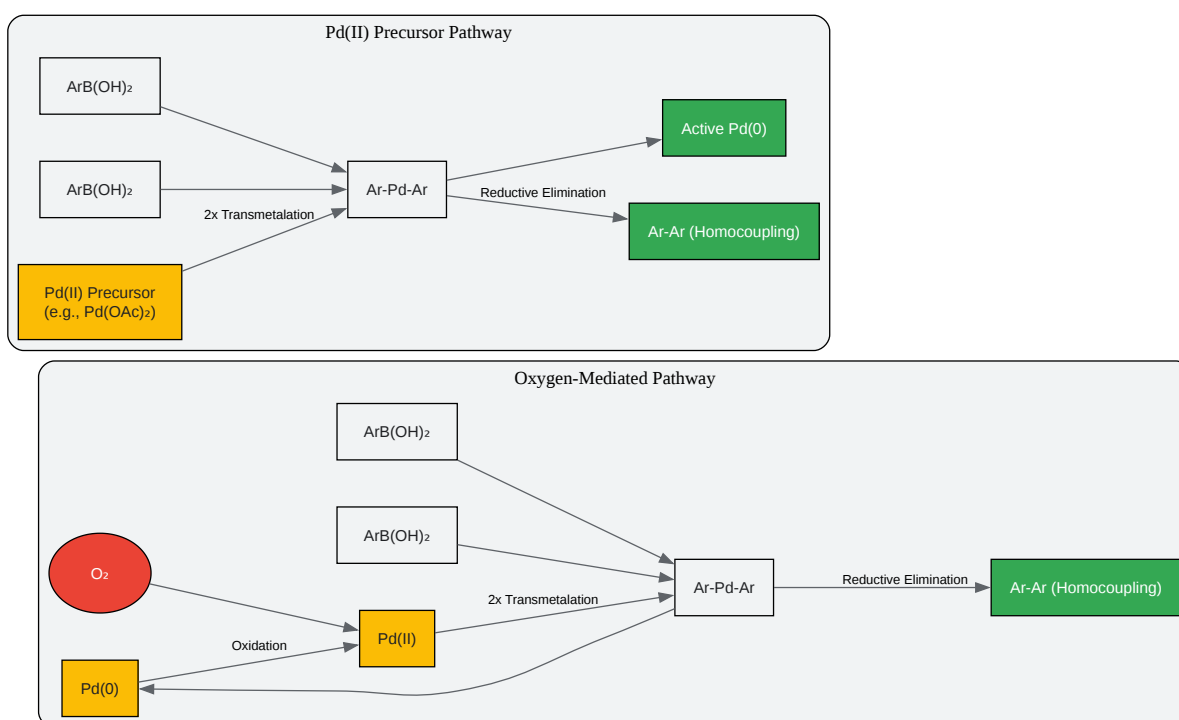 Pd(II) Precursor Pathway
ArB(OH)₂
ArB(OH)₂
2x Transmetalation
Pd(II) Precursor
(e.g., Pd(OAc)₂)
Ar-Pd-Ar
Active Pd(0)
Reductive Elimination
Ar-Ar (Homocoupling)
Oxygen-Mediated Pathway
ArB(OH)₂
ArB(OH)₂
O₂
Oxidation
Pd(0)
Pd(II)
2x Transmetalation
Ar-Pd-Ar
Reductive Elimination
Ar-Ar (Homocoupling)